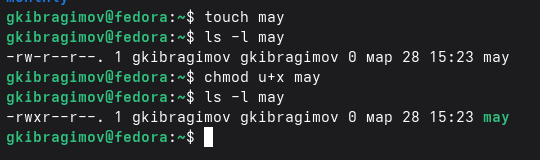 gkibragimov@fedora:~$ touch may
gkibragimov@fedora:~$ ls -l may
-rw-r--r--. 1 gkibragimov gkibragimov 0 мар 28 15:23 may
gkibragimov@fedora:~$ chmod u+x may
gkibragimov@fedora:~$ ls -l may
-rwxr--r--. 1 gkibragimov gkibragimov 0 мар 28 15:23 may
gkibragimov@fedora:~$